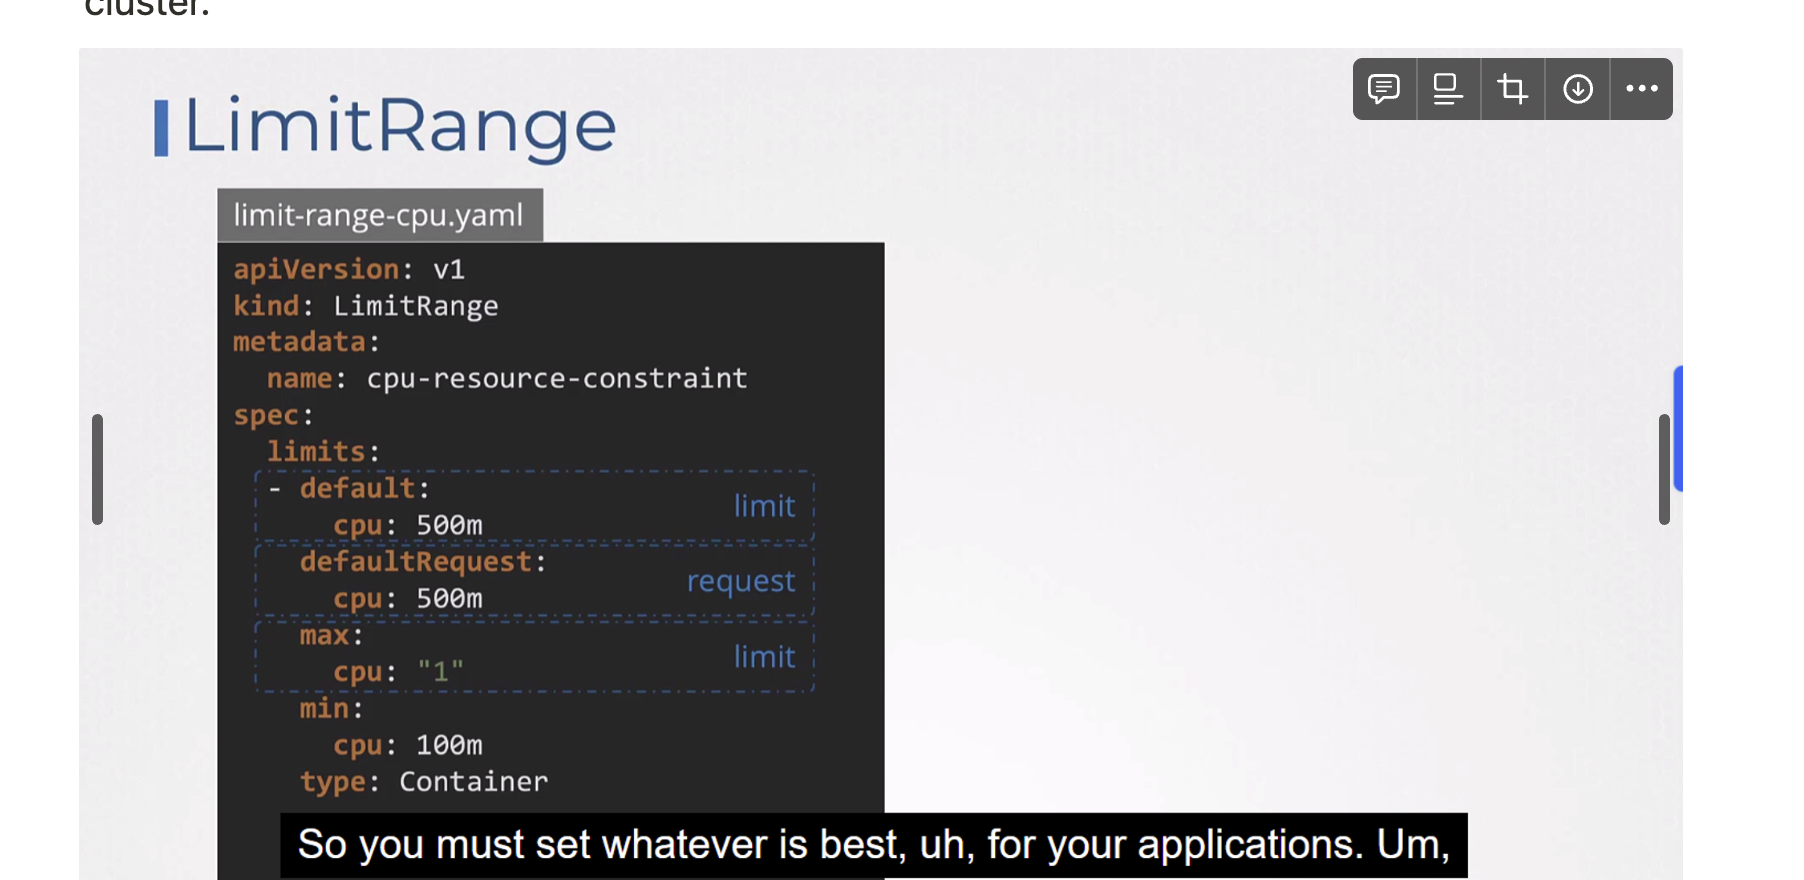 cluster.
LimitRange
limit-range-cpu.yaml
apiVersion: v1
kind: LimitRange
metadata:
  name: cpu-resource-constraint
spec:
  limits:
  - default:
      cpu: 500m
limit
    defaultRequest:
      cpu: 500m
request
    max:
      cpu: "1"
limit
    min:
      cpu: 100m
    type: Container
So you must set whatever is best, uh, for your applications. Um,